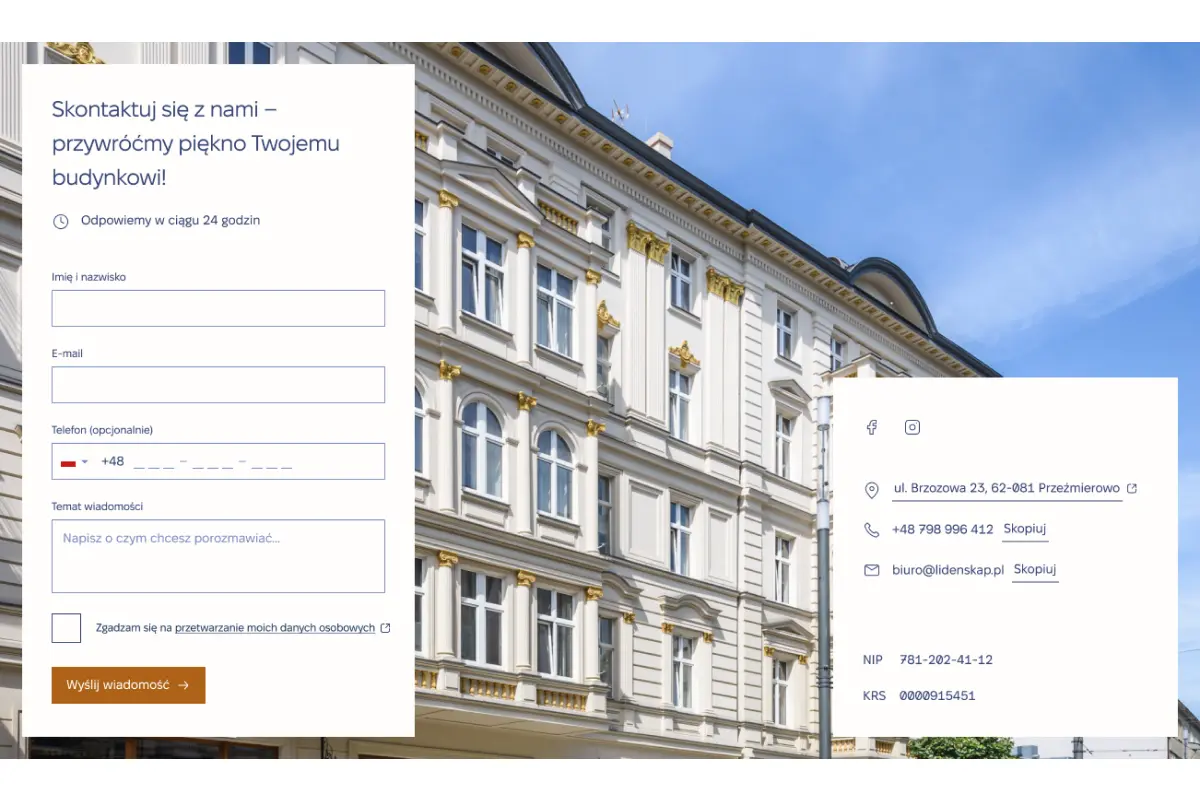 Skontaktuj się z nami –
przywróćmy piękno Twojemu
budynkowi!
Odpowiemy w ciągu 24 godzin
Imię i nazwisko
E-mail
Telefon (opcjonalnie)
+48 ___ – ___ – ___
Temat wiadomości
Napisz o czym chcesz porozmawiać...
Zgadzam się na przetwarzanie moich danych osobowych
Wyślij wiadomość →
ul. Brzozowa 23, 62-081 Przeźmierowo
+48 798 996 412 Skopiuj
biuro@lidenskap.pl Skopiuj
NIP 781-202-41-12
KRS 0000915451